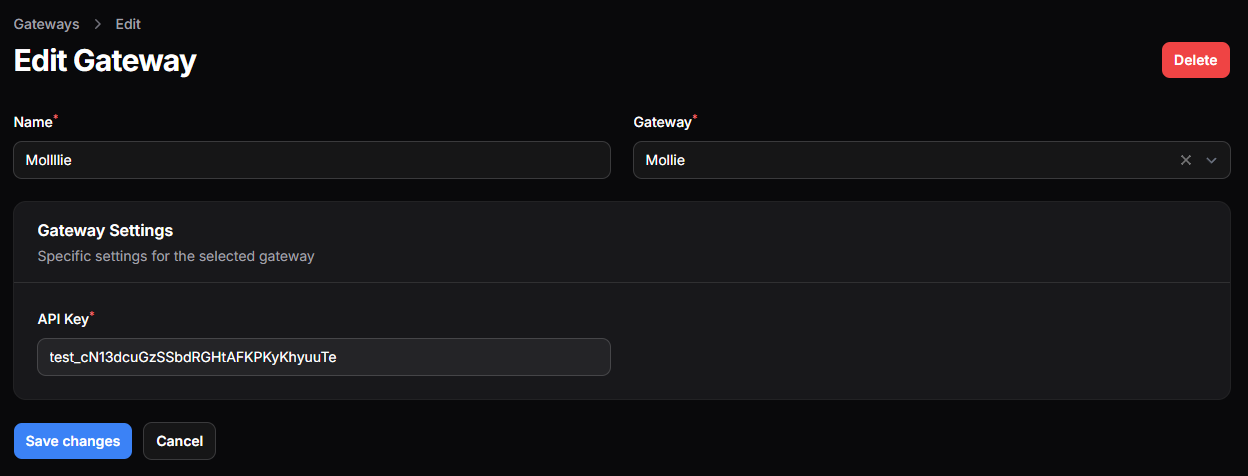 Gateways > Edit
Edit Gateway
Delete
Name*
Gateway*
Mollllie
Mollie
Gateway Settings
Specific settings for the selected gateway
API Key*
test_cN13dcuGzSSbdRGHtAFKPKyKhyuuTe
Save changes
Cancel